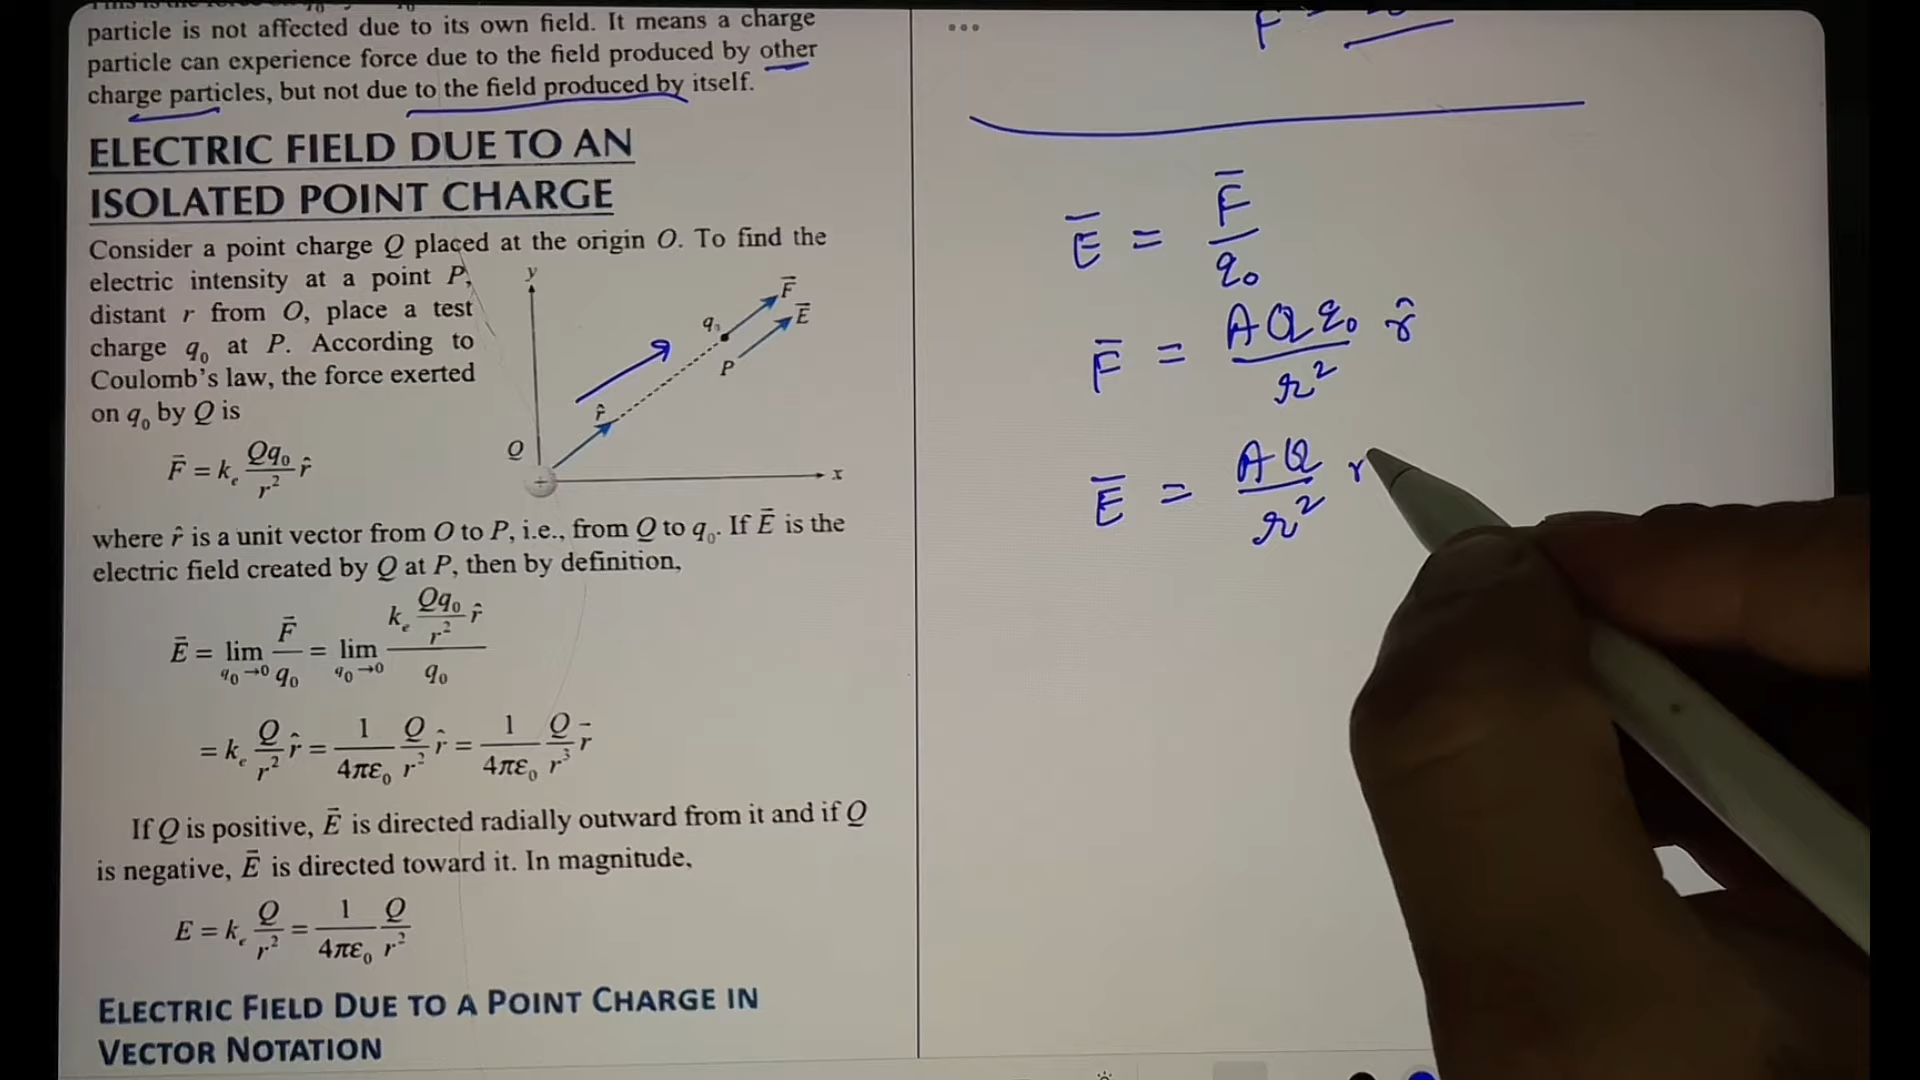 particle is not affected due to its own field. It means a charge
particle can experience force due to the field produced by other
charge particles, but not due to the field produced by itself.
ELECTRIC FIELD DUE TO AN
ISOLATED POINT CHARGE
Consider a point charge Q placed at the origin O. To find the
electric intensity at a point P,
distant r from O, place a test
charge q₀ at P. According to
Coulomb's law, the force exerted
on q₀ by Q is
F̄ = kₑ Qq₀/r² r̂
y
q₀
F̄
Ē
P
r̂
Q
+
x
where r̂ is a unit vector from O to P, i.e., from Q to q₀. If Ē is the
electric field created by Q at P, then by definition,
Ē = lim q₀→0 F̄/q₀ = lim q₀→0 kₑ Qq₀/r² r̂ / q₀
= kₑ Q/r² r̂ = 1/4πε₀ Q/r² r̂ = 1/4πε₀ Q/r³ r̄
If Q is positive, Ē is directed radially outward from it and if Q
is negative, Ē is directed toward it. In magnitude,
E = kₑ Q/r² = 1/4πε₀ Q/r²
ELECTRIC FIELD DUE TO A POINT CHARGE IN
VECTOR NOTATION
Ē = F̄/q₀
F̄ = AQq₀/r² r̂
Ē = AQ/r² r